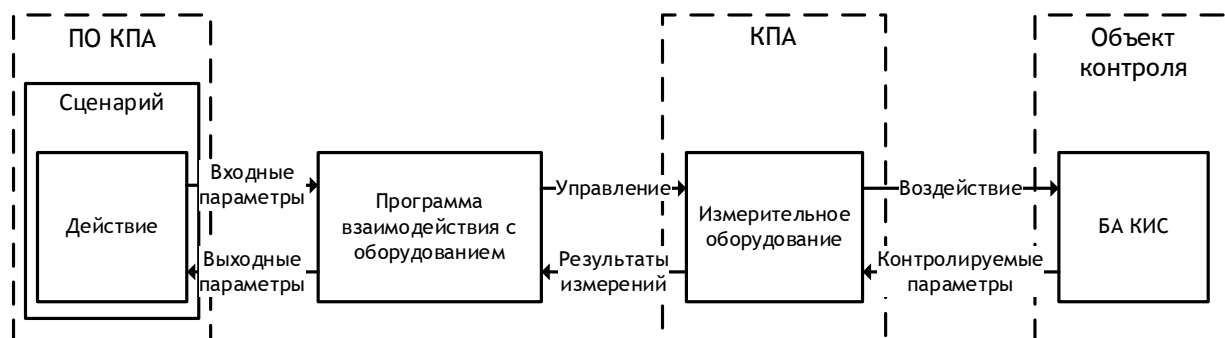 ПО КПА
КПА
Объект
контроля
Сценарий
Действие
Входные
параметры
Выходные
параметры
Программа
взаимодействия с
оборудованием
Управление
Результаты
измерений
Измерительное
оборудование
Воздействие
Контролируемые
параметры
БА КИС